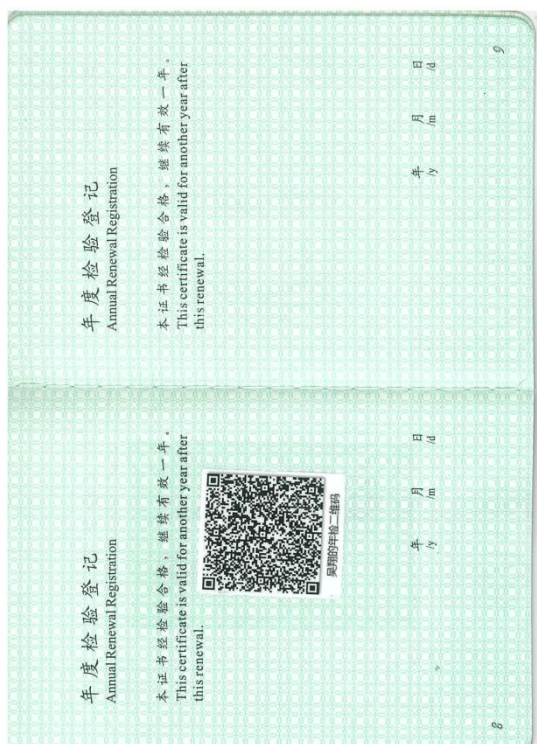 年度检验登记
Annual Renewal Registration
本证书经检验合格，继续有效一年。
This certificate is valid for another year after
this renewal.
吴翔的年检二维码
年 月 日
/y /m /d
8
年度检验登记
Annual Renewal Registration
本证书经检验合格，继续有效一年。
This certificate is valid for another year after
this renewal.
年 月 日
/y /m /d
9